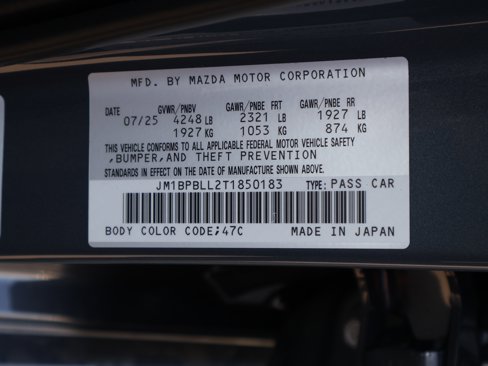 MFD. BY MAZDA MOTOR CORPORATION
DATE GVWR/PNBV GAWR/PNBE FRT GAWR/PNBE RR
07/25 4248 LB 2321 LB 1927 LB
1927 KG 1053 KG 874 KG
THIS VEHICLE CONFORMS TO ALL APPLICABLE FEDERAL MOTOR VEHICLE SAFETY
,BUMPER,AND THEFT PREVENTION
STANDARDS IN EFFECT ON THE DATE OF MANUFACTURE SHOWN ABOVE.
JM1BPBLL2T1850183 TYPE: PASS CAR
BODY COLOR CODE;47C MADE IN JAPAN